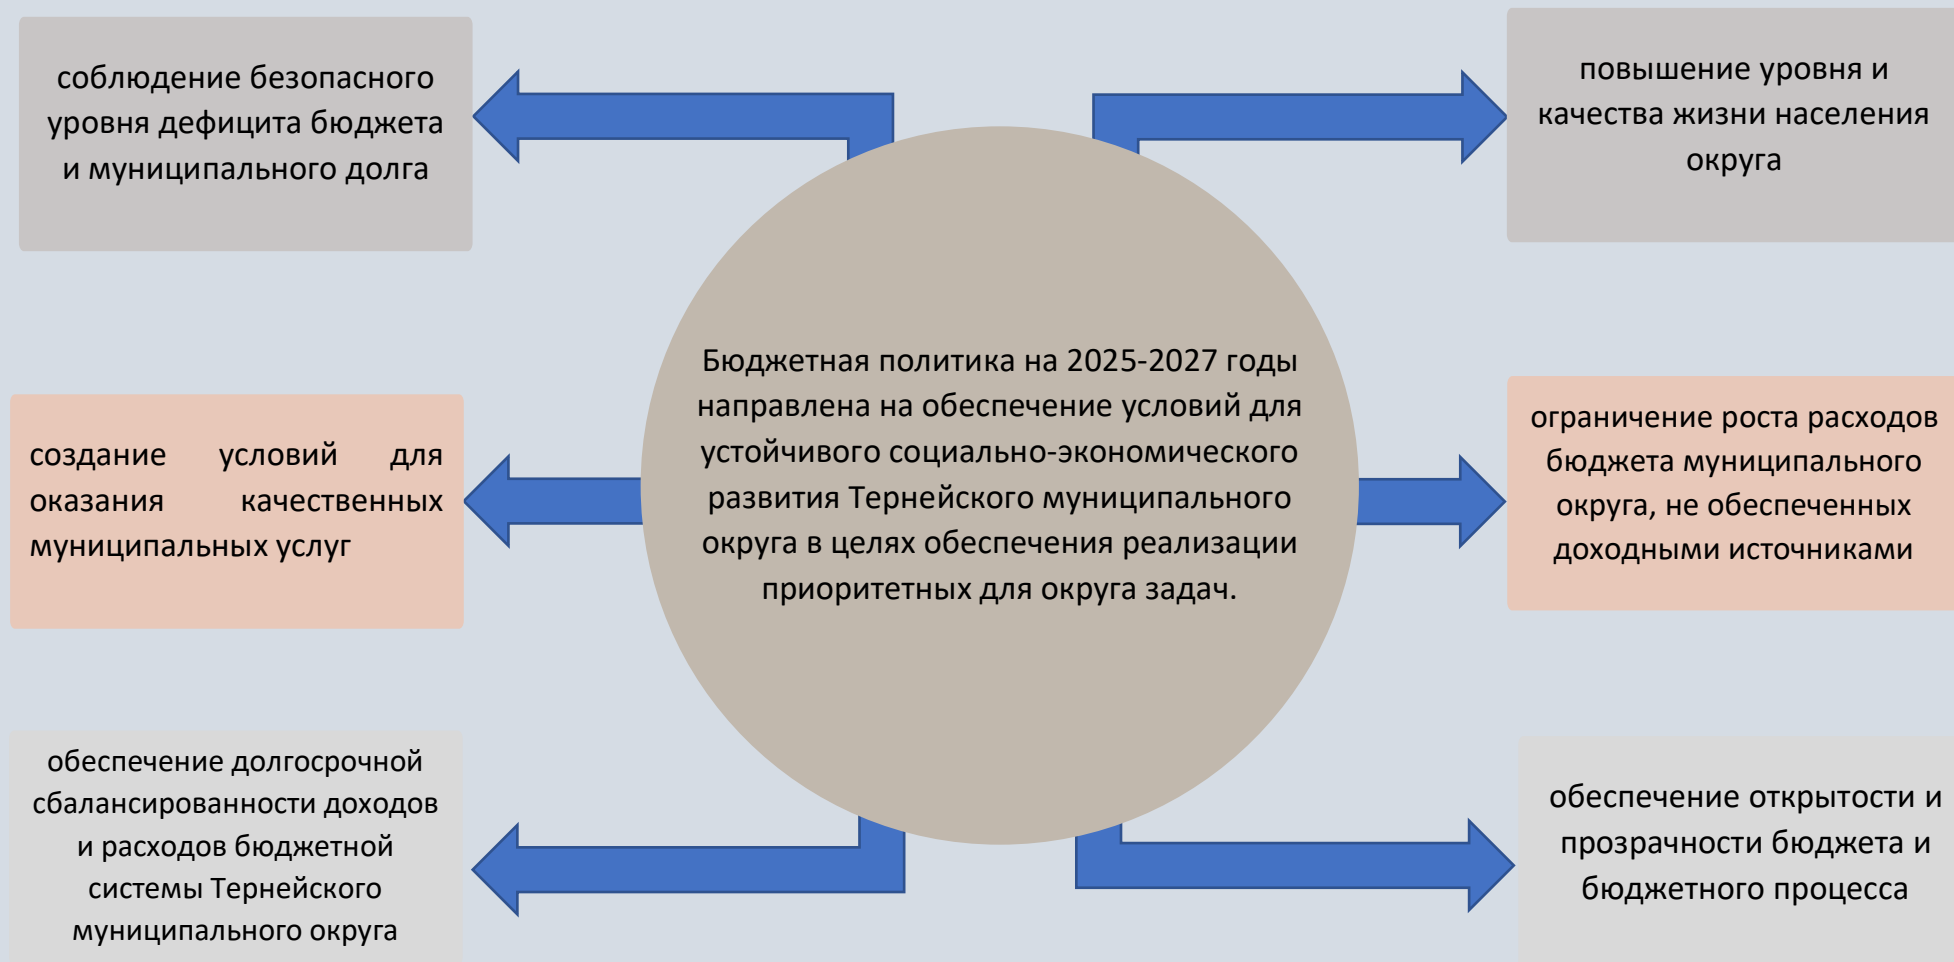 соблюдение безопасного
уровня дефицита бюджета
и муниципального долга
повышение уровня и
качества жизни населения
округа
Бюджетная политика на 2025-2027 годы
направлена на обеспечение условий для
устойчивого социально-экономического
развития Тернейского муниципального
округа в целях обеспечения реализации
приоритетных для округа задач.
создание условий для
оказания качественных
муниципальных услуг
ограничение роста расходов
бюджета муниципального
округа, не обеспеченных
доходными источниками
обеспечение долгосрочной
сбалансированности доходов
и расходов бюджетной
системы Тернейского
муниципального округа
обеспечение открытости и
прозрачности бюджета и
бюджетного процесса